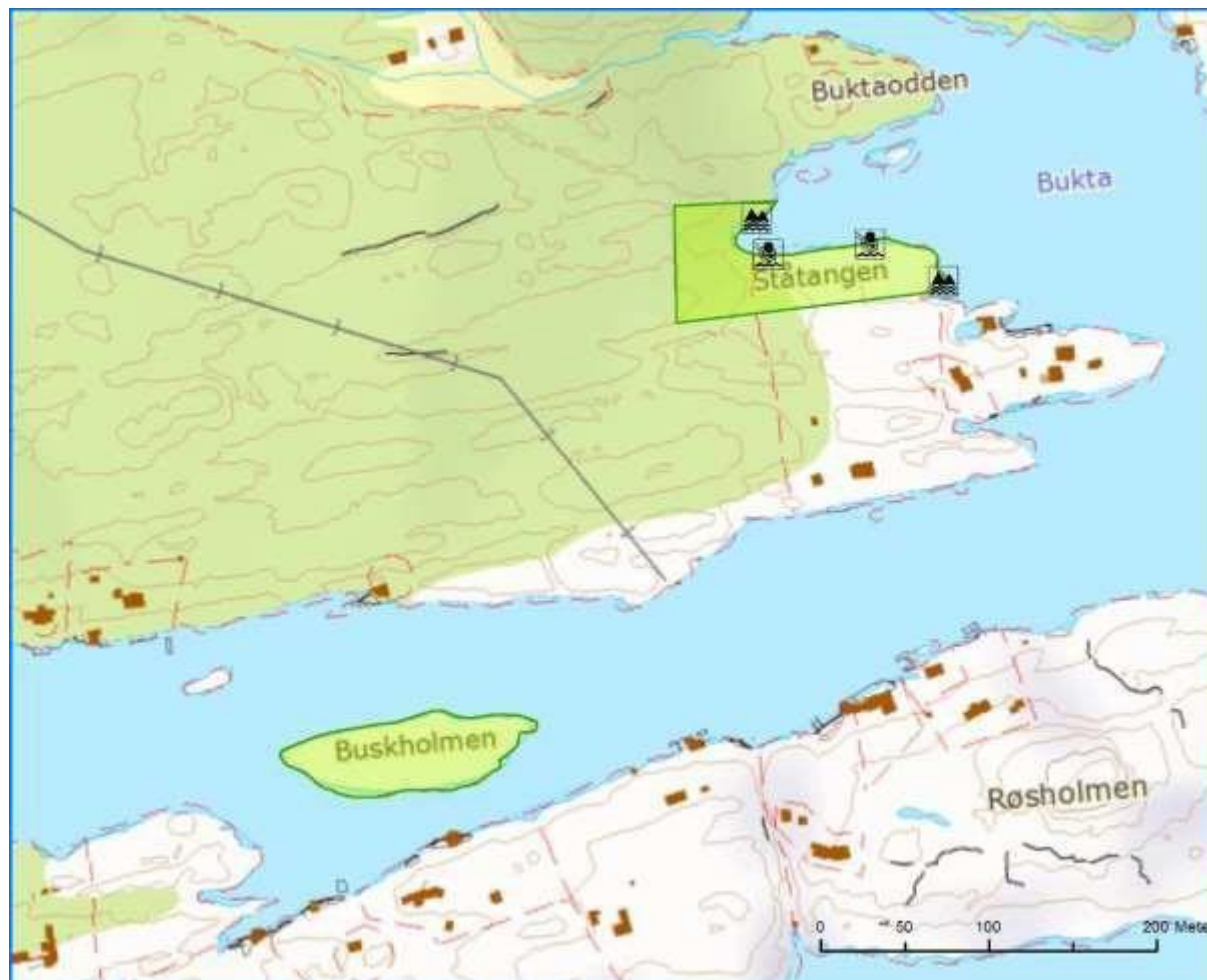 Buktaodden
Bukta
Ståtangen
Buskholmen
Røsholmen
0 50 100 200 Mete